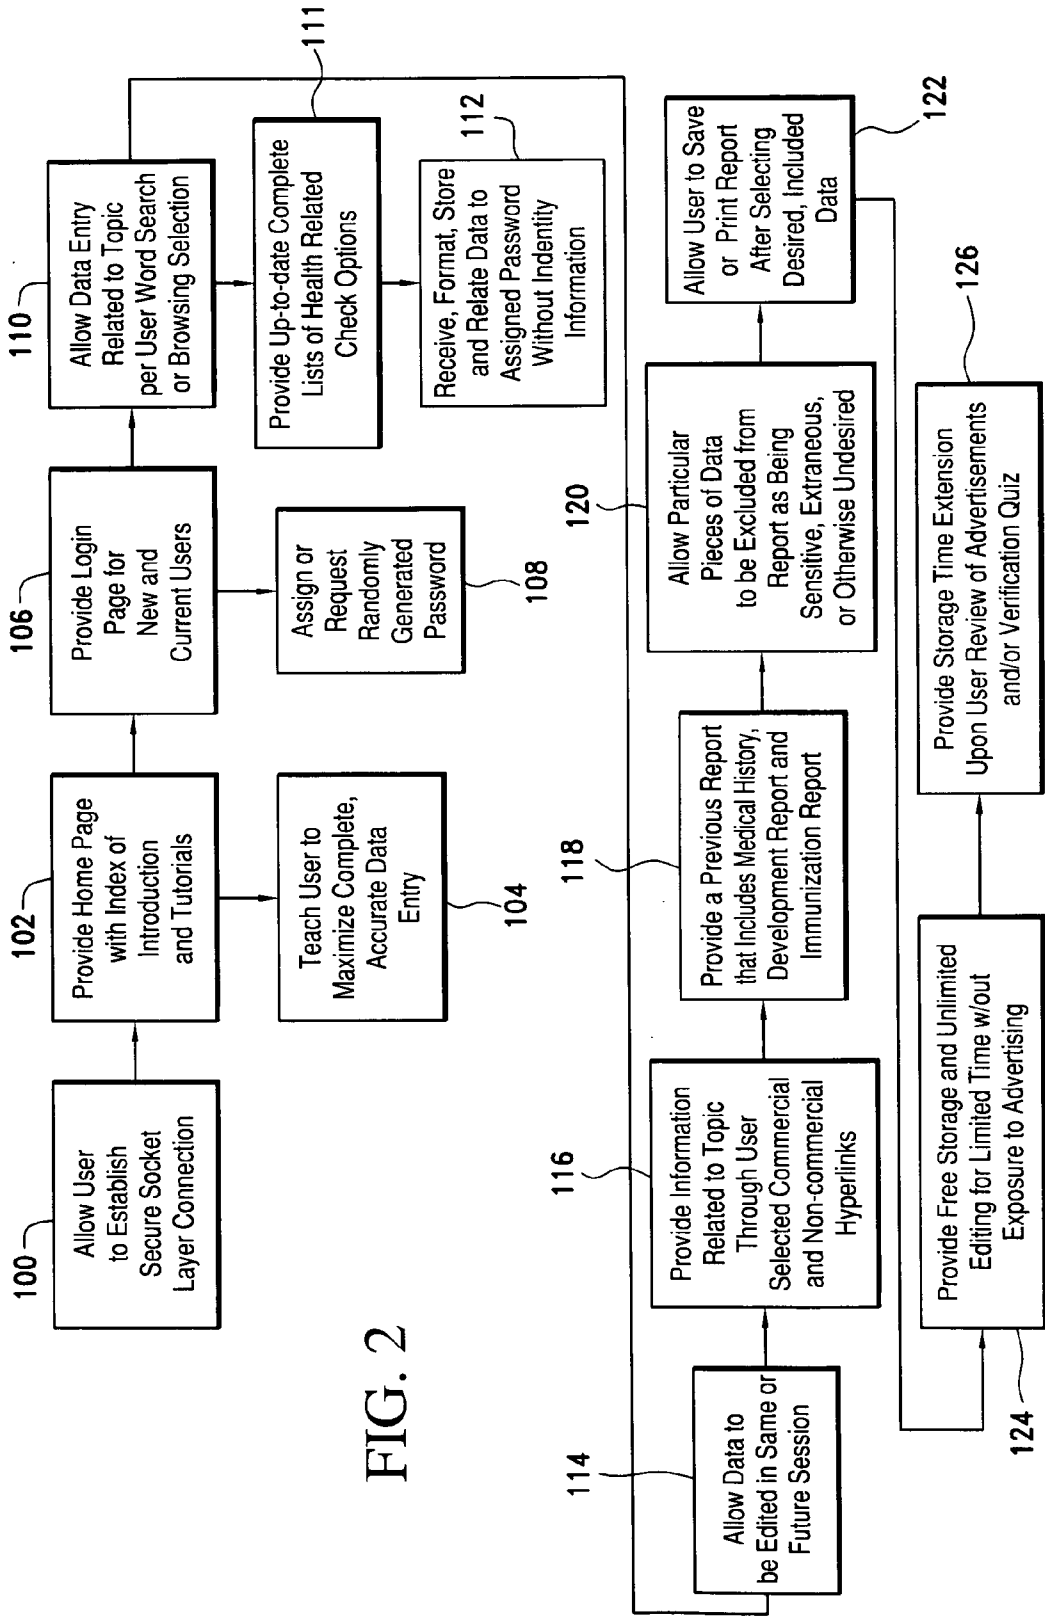 100
Allow User
to Establish
Secure Socket
Layer Connection
102
Provide Home Page
with Index of
Introduction
and Tutorials
104
Teach User to
Maximize Complete,
Accurate Data
Entry
106
Provide Login
Page for
New and
Current Users
108
Assign or
Request
Randomly
Generated
Password
110
Allow Data Entry
Related to Topic
per User Word Search
or Browsing Selection
111
Provide Up-to-date Complete
Lists of Health Related
Check Options
112
Receive, Format, Store
and Relate Data to
Assigned Password
Without Indentity
Information
FIG. 2
114
Allow Data to
be Edited in Same or
Future Session
116
Provide Information
Related to Topic
Through User
Selected Commercial
and Non-commercial
Hyperlinks
118
Provide a Previous Report
that Includes Medical History,
Development Report and
Immunization Report
120
Allow Particular
Pieces of Data
to be Excluded from
Report as Being
Sensitive, Extraneous,
or Otherwise Undesired
122
Allow User to Save
or Print Report
After Selecting
Desired, Included
Data
124
Provide Free Storage and Unlimited
Editing for Limited Time w/out
Exposure to Advertising
126
Provide Storage Time Extension
Upon User Review of Advertisements
and/or Verification Quiz